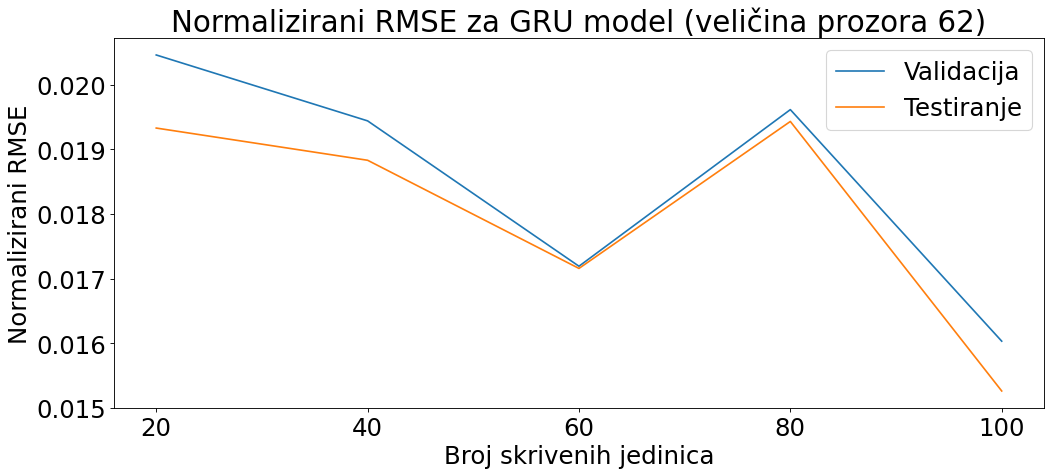 Normalizirani RMSE za GRU model (veličina prozora 62)
Validacija
Testiranje
Normalizirani RMSE
0.020
0.019
0.018
0.017
0.016
0.015
20 40 60 80 100
Broj skrivenih jedinica